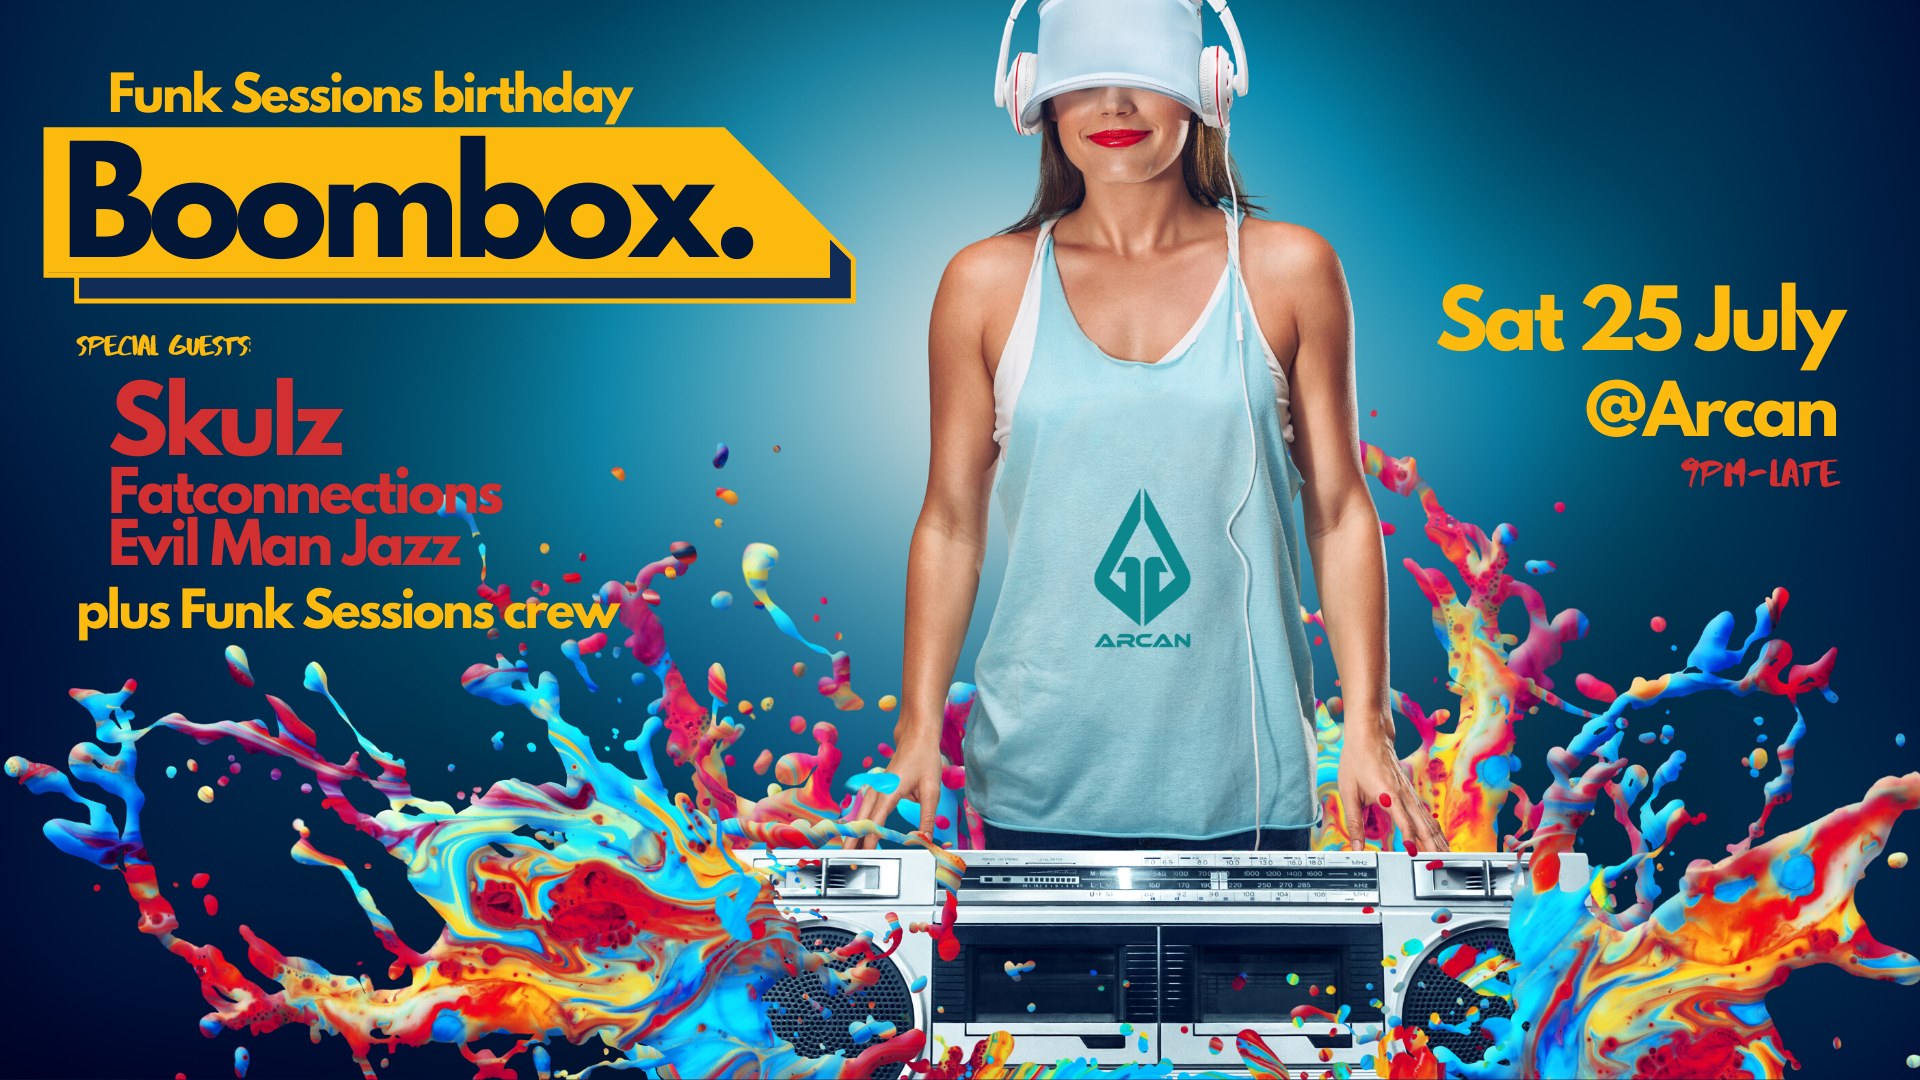 Funk Sessions birthday
Boombox.
SPECIAL GUESTS:
Skulz
Fatconnections
Evil Man Jazz
plus Funk Sessions crew
Sat 25 July
@Arcan
9PM-LATE
ARCAN